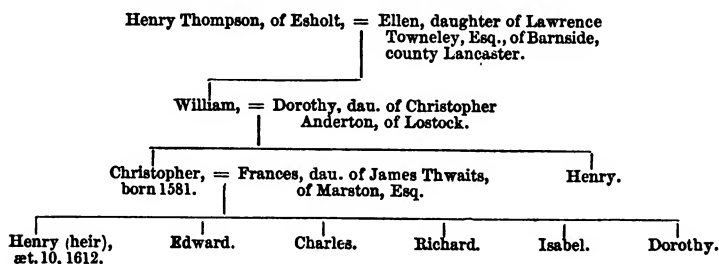 Henry Thompson, of Esholt, = Ellen, daughter of Lawrence
Towneley, Esq., of Barnside,
county Lancaster.
William, = Dorothy, dau. of Christopher
Anderton, of Lostock.
Christopher, = Frances, dau. of James Thwaits, Henry.
born 1581. of Marston, Esq.
Henry (heir), Edward. Charles. Richard. Isabel. Dorothy.
æt. 10, 1612.